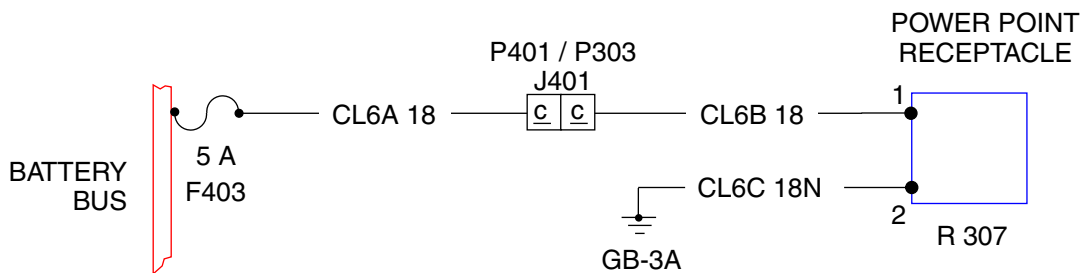 POWER POINT
RECEPTACLE
P401 / P303
J401
1
CL6A 18
c c
CL6B 18
5 A
F403
BATTERY
BUS
CL6C 18N
2
GB-3A
R 307